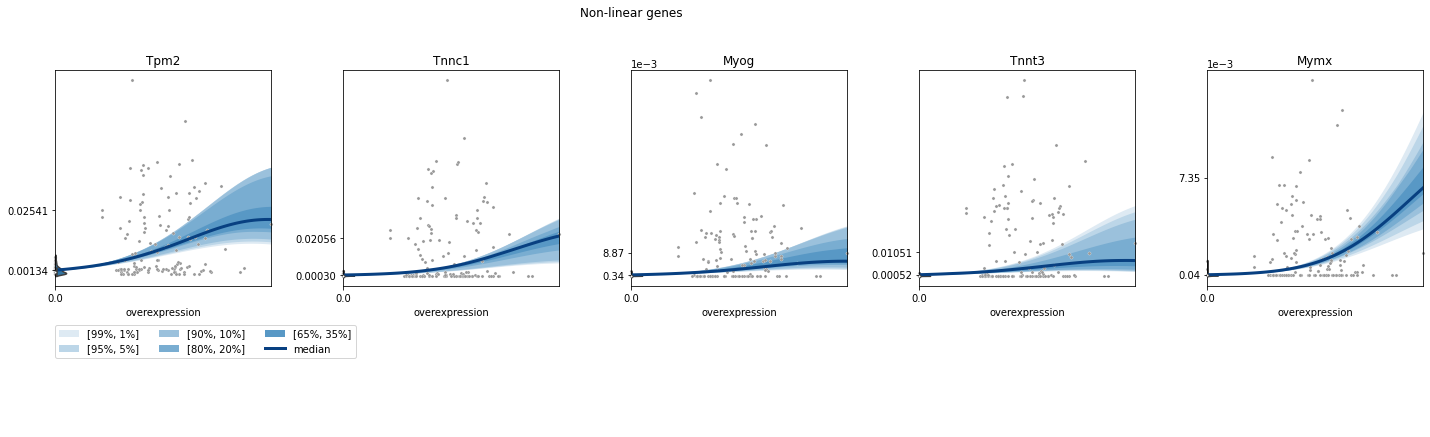 Non-linear genes
Tpm2
0.02541
0.00134
0.0
overexpression
Tnnc1
0.02056
0.00030
0.0
overexpression
1e−3
Myog
8.87
0.34
0.0
overexpression
Tnnt3
0.01051
0.00052
0.0
overexpression
1e−3
Mymx
7.35
0.04
0.0
overexpression
[99%, 1%] [90%, 10%] [65%, 35%]
[95%, 5%] [80%, 20%] median